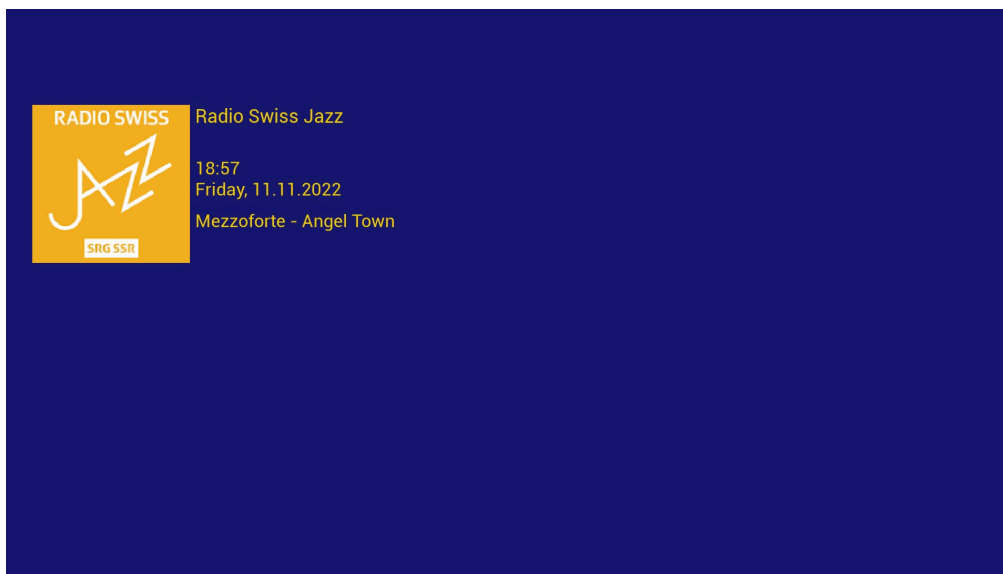 RADIO SWISS
JAZZ
SRG SSR
Radio Swiss Jazz
18:57
Friday, 11.11.2022
Mezzoforte - Angel Town